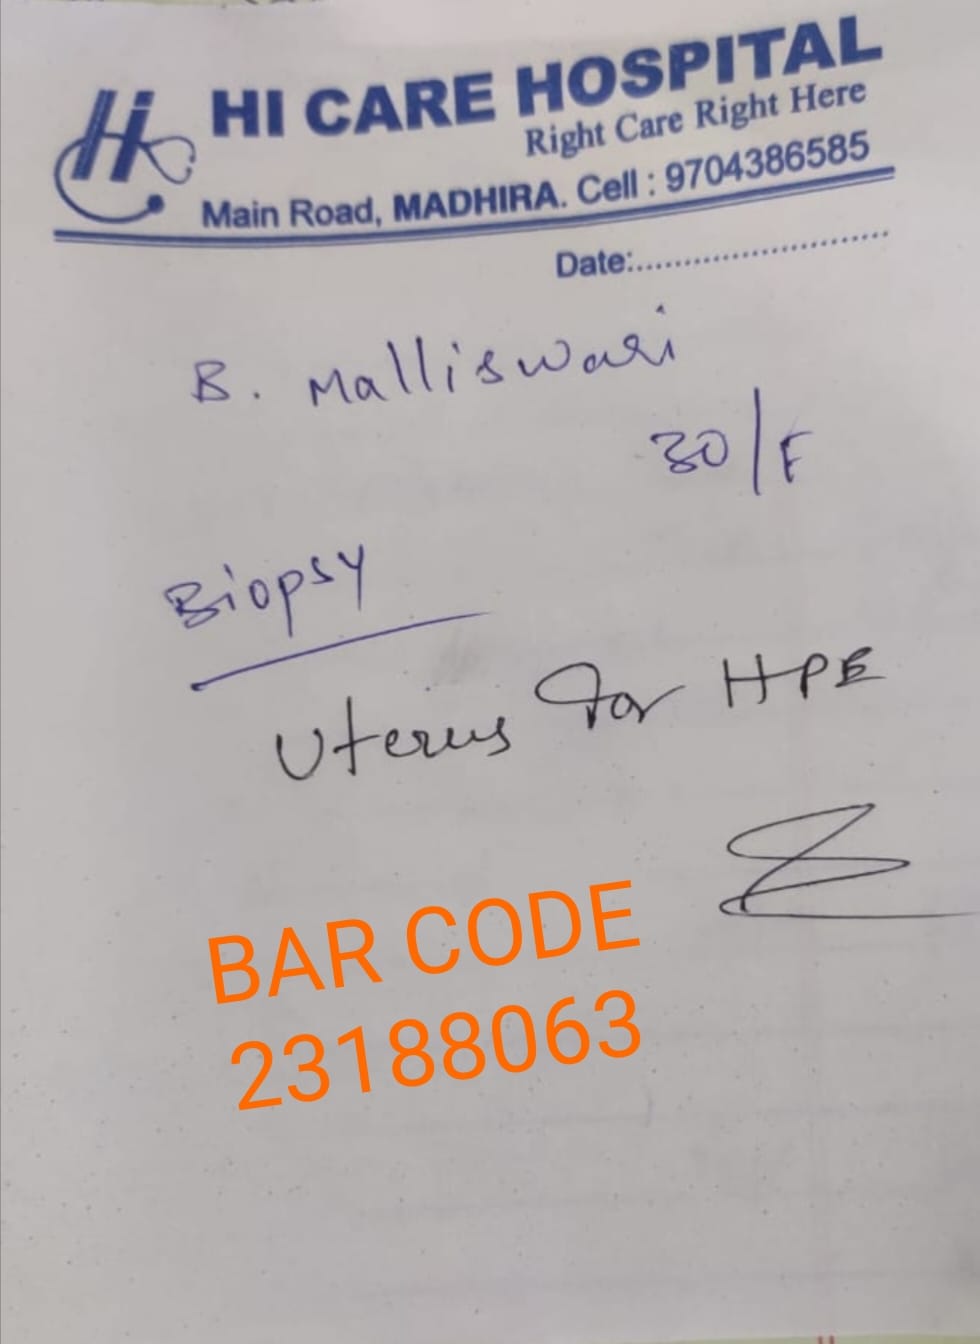 HI CARE HOSPITAL
Right Care Right Here
Main Road, MADHIRA. Cell : 9704386585
Date:................................
B. Malliswari
30/F
Biopsy
Uterus for HPE
BAR CODE
23188063